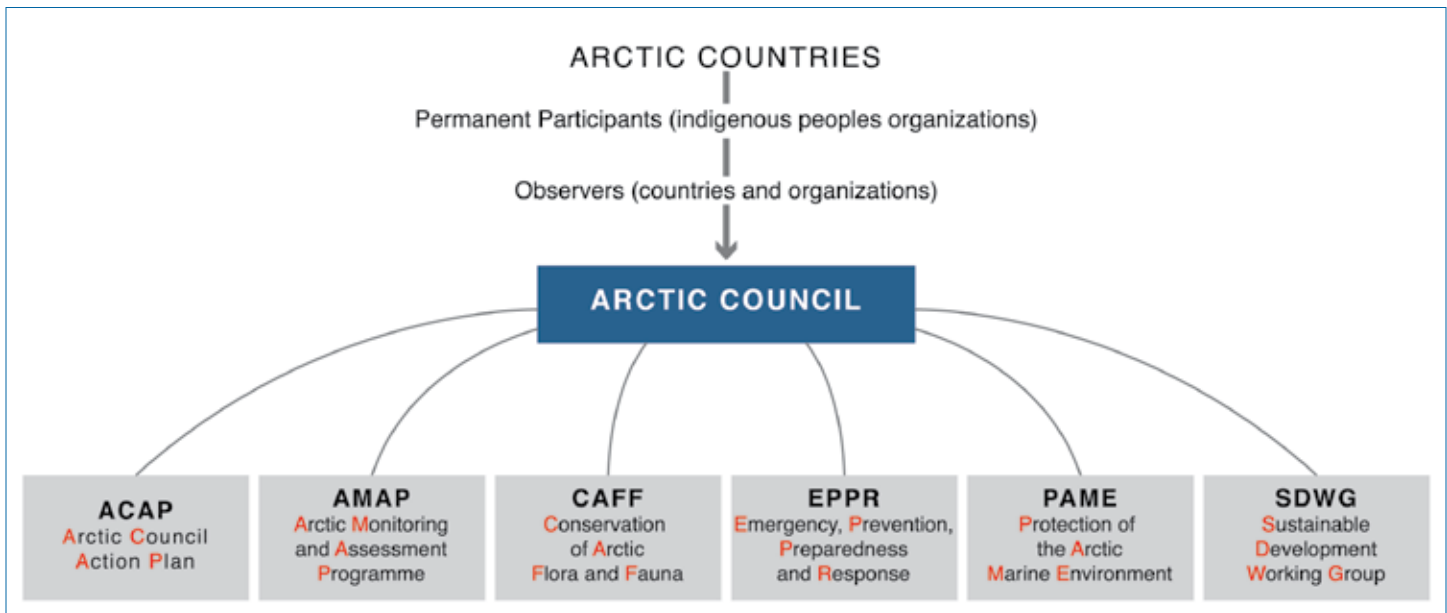 ARCTIC COUNTRIES
Permanent Participants (indigenous peoples organizations)
Observers (countries and organizations)
ARCTIC COUNCIL
ACAP
Arctic Council
Action Plan
AMAP
Arctic Monitoring
and Assessment
Programme
CAFF
Conservation
of Arctic
Flora and Fauna
EPPR
Emergency, Prevention,
Preparedness
and Response
PAME
Protection of
the Arctic
Marine Environment
SDWG
Sustainable
Development
Working Group